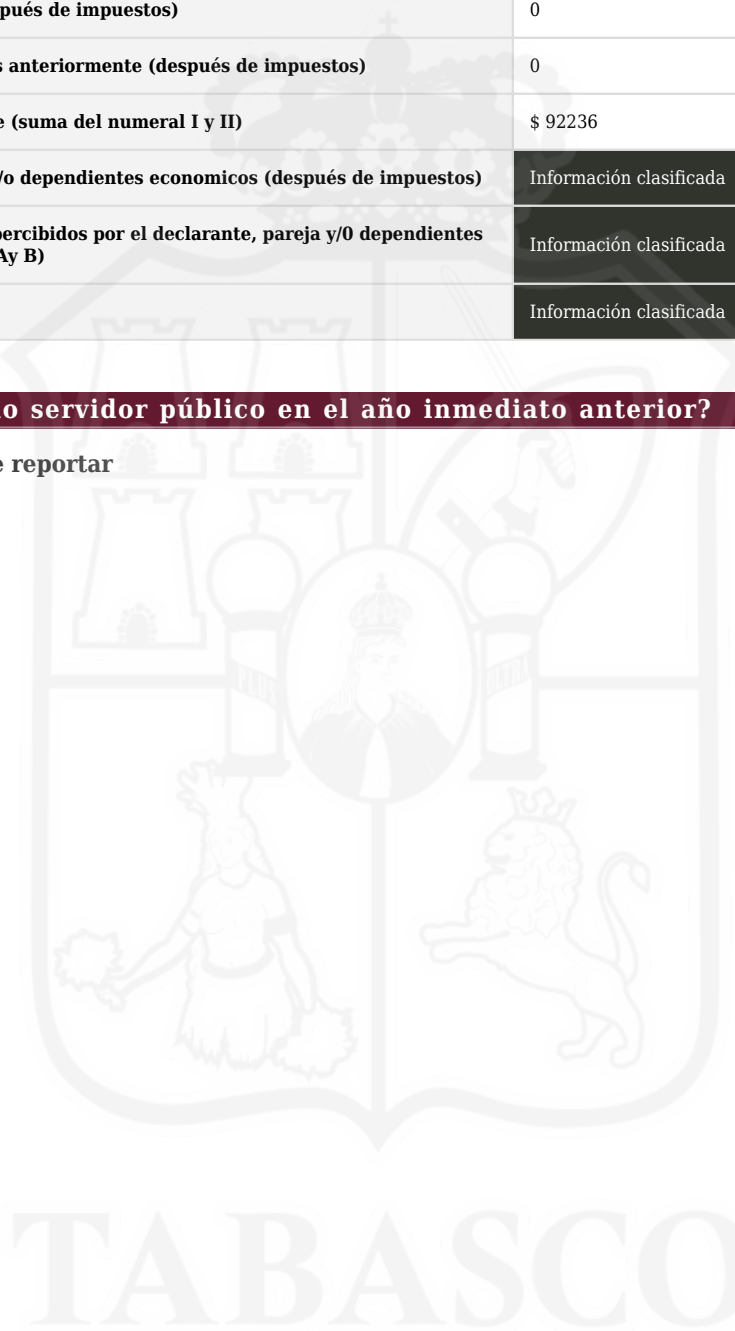 pués de impuestos) 0
s anteriormente (después de impuestos) 0
e (suma del numeral I y II) $ 92236
/o dependientes economicos (después de impuestos) Información clasificada
percibidos por el declarante, pareja y/0 dependientes
Ay B) Información clasificada
Información clasificada
o servidor público en el año inmediato anterior?
e reportar
PLUS ULTRA
TABASCO